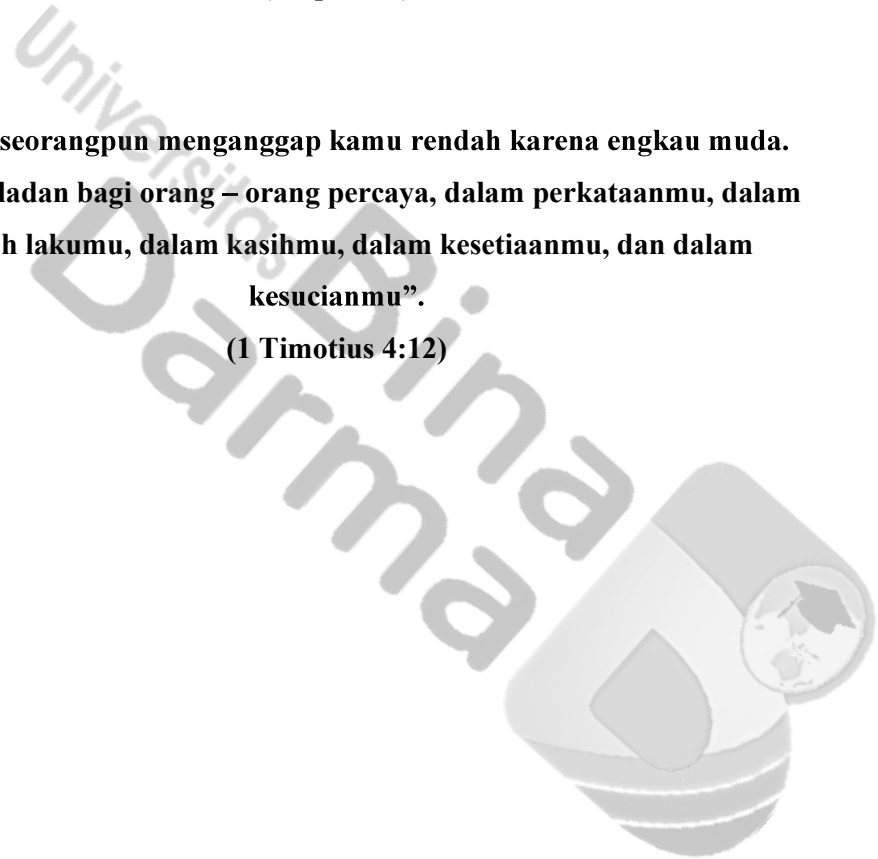 seorangpun menganggap kamu rendah karena engkau muda.
ladan bagi orang – orang percaya, dalam perkataanmu, dalam
h lakumu, dalam kasihmu, dalam kesetiaanmu, dan dalam
kesucianmu”.
(1 Timotius 4:12)
Universitas
Bina
Darma